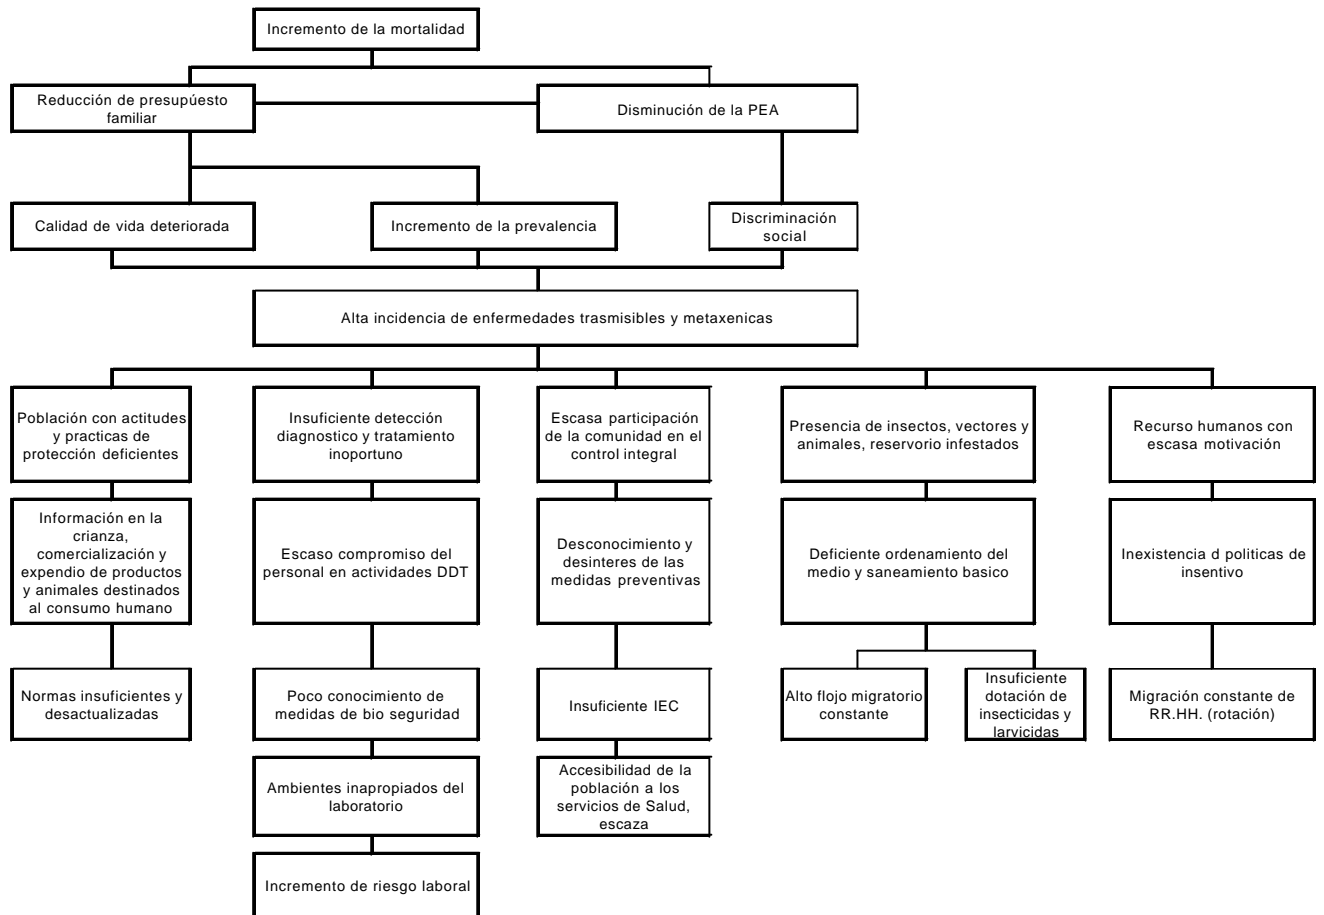 Incremento de la mortalidad
Reducción de presupúesto
familiar
Disminución de la PEA
Calidad de vida deteriorada
Incremento de la prevalencia
Discriminación
social
Alta incidencia de enfermedades trasmisibles y metaxenicas
Población con actitudes
y practicas de
protección deficientes
Insuficiente detección
diagnostico y tratamiento
inoportuno
Escasa participación
de la comunidad en el
control integral
Presencia de insectos, vectores y
animales, reservorio infestados
Recurso humanos con
escasa motivación
Información en la
crianza,
comercialización y
expendio de productos
y animales destinados
al consumo humano
Escaso compromiso del
personal en actividades DDT
Desconocimiento y
desinteres de las
medidas preventivas
Deficiente ordenamiento del
medio y saneamiento basico
Inexistencia d politicas de
insentivo
Normas insuficientes y
desactualizadas
Poco conocimiento de
medidas de bio seguridad
Insuficiente IEC
Alto flojo migratorio
constante
Insuficiente
dotación de
insecticidas y
larvicidas
Migración constante de
RR.HH. (rotación)
Ambientes inapropiados del
laboratorio
Accesibilidad de la
población a los
servicios de Salud,
escaza
Incremento de riesgo laboral